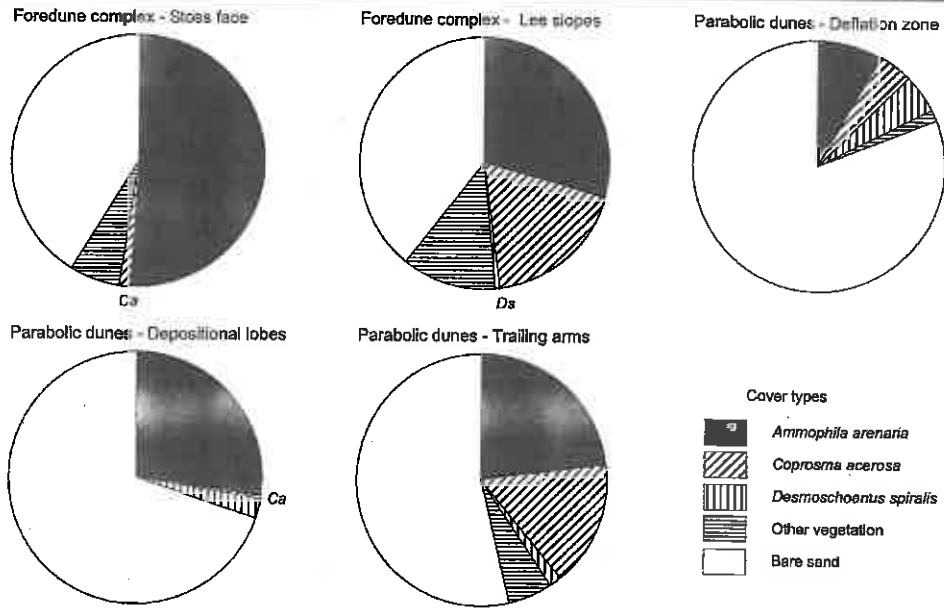 Foredune complex - Stoss face
Foredune complex - Lee slopes
Parabolic dunes - Deflation zone
Ca
Ds
Parabolic dunes - Depositional lobes
Parabolic dunes - Trailing arms
Ca
Cover types
Ammophila arenaria
Coprosma acerosa
Desmoschoenus spiralis
Other vegetation
Bare sand